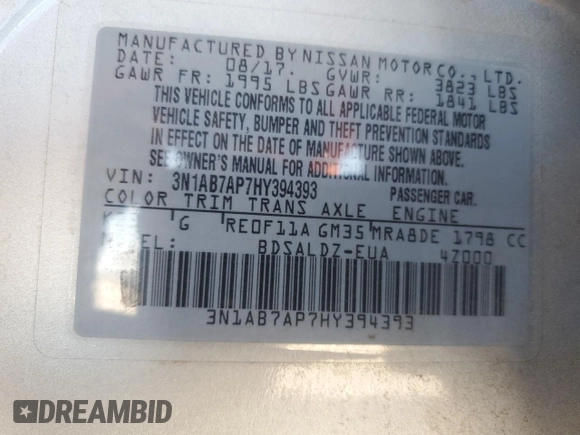 MANUFACTURED BY NISSAN MOTOR CO., LTD.
DATE: 08/17. GVWR: 3823 LBS
GAWR FR: 1995 LBS GAWR RR: 1841 LBS
THIS VEHICLE CONFORMS TO ALL APPLICABLE FEDERAL MOTOR
VEHICLE SAFETY, BUMPER AND THEFT PREVENTION STANDARDS
IN EFFECT ON THE DATE OF MANUFACTURE SHOWN ABOVE.
SEE OWNER'S MANUAL FOR ADDITIONAL INFORMATION.
VIN: 3N1AB7AP7HY394393 PASSENGER CAR.
COLOR TRIM TRANS AXLE ENGINE
G RE0F11A GM35 MRA8DE 1798 CC
BDSALDZ-EUA 4Z000
3N1AB7AP7HY394393
DREAMBID